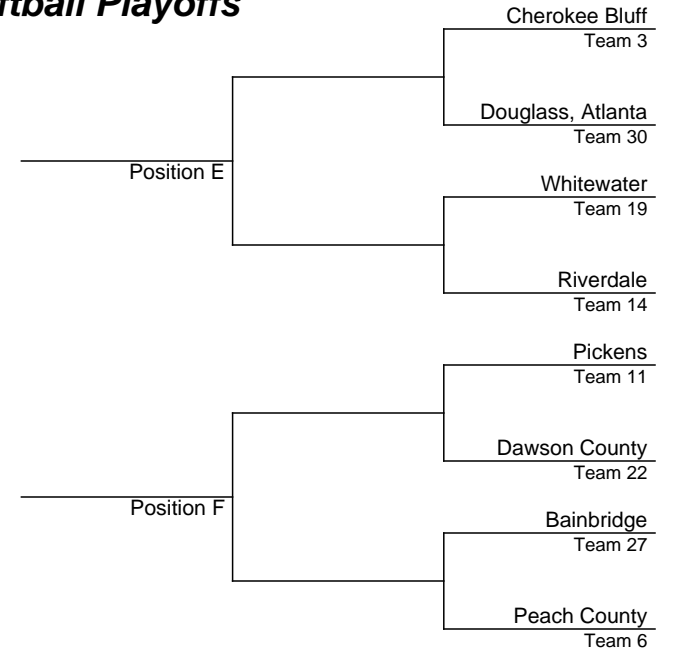 Playoffs
Cherokee Bluff
Team 3
Douglass, Atlanta
Team 30
Position E
Whitewater
Team 19
Riverdale
Team 14
Pickens
Team 11
Dawson County
Team 22
Position F
Bainbridge
Team 27
Peach County
Team 6